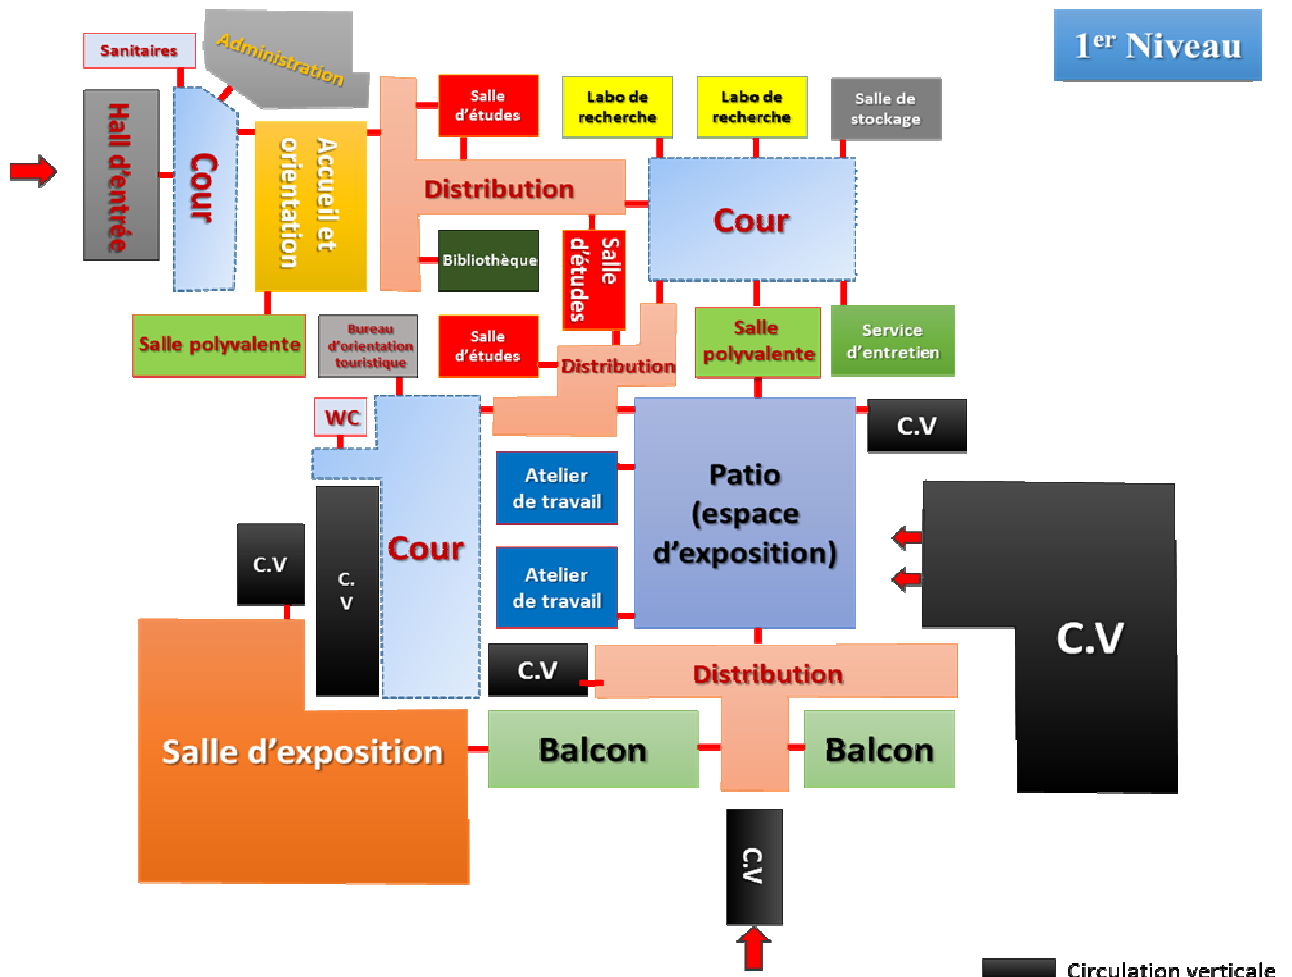 1er Niveau
Sanitaires
Administration
Hall d'entrée
Cour
Accueil et
orientation
Salle
d'études
Labo de
recherche
Labo de
recherche
Salle de
stockage
Distribution
Cour
Bibliothèque
Salle
d'études
Salle polyvalente
Bureau
d'orientation
touristique
Salle
d'études
Distribution
Salle
polyvalente
Service
d'entretien
WC
C.V
Atelier
de travail
Patio
(espace
d'exposition)
Cour
C.V
C.
V
Atelier
de travail
C.V
C.V
Distribution
Salle d'exposition
Balcon
Balcon
C.V
Circulation verticale